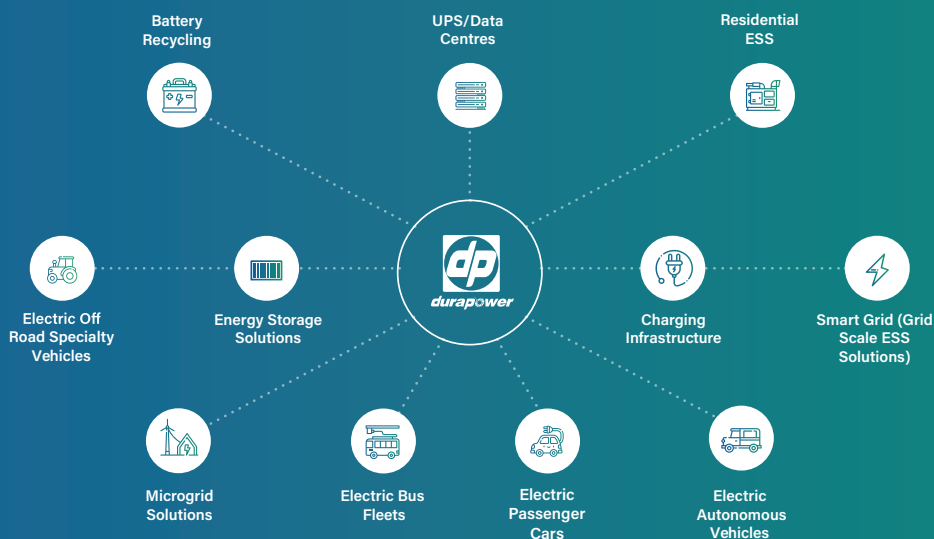 Battery
Recycling
UPS/Data
Centres
Residential
ESS
dp
durapower
Electric Off
Road Specialty
Vehicles
Energy Storage
Solutions
Charging
Infrastructure
Smart Grid (Grid
Scale ESS
Solutions)
Microgrid
Solutions
Electric Bus
Fleets
Electric
Passenger
Cars
Electric
Autonomous
Vehicles